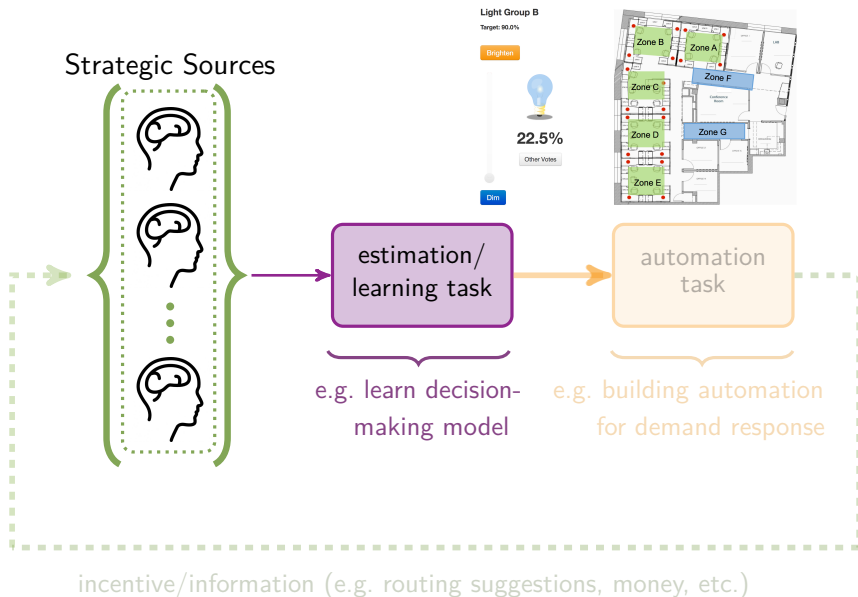 Light Group B
Target: 90.0%
Brighten
22.5%
Other Votes
Dim
Zone B
Zone A
Zone F
Zone C
Conference
Room
Zone D
Zone G
Zone E
Strategic Sources
estimation/
learning task
automation
task
e.g. learn decision-
making model
e.g. building automation
for demand response
incentive/information (e.g. routing suggestions, money, etc.)